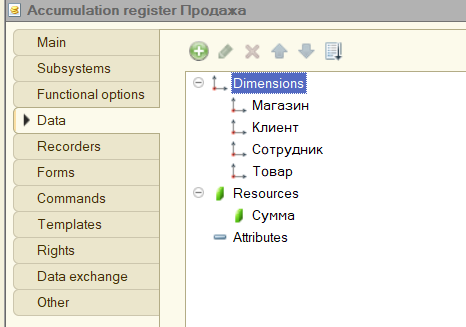 Accumulation register Продажа
Main
Subsystems
Functional options
Data
Recorders
Forms
Commands
Templates
Rights
Data exchange
Other
Dimensions
Магазин
Клиент
Сотрудник
Товар
Resources
Сумма
Attributes